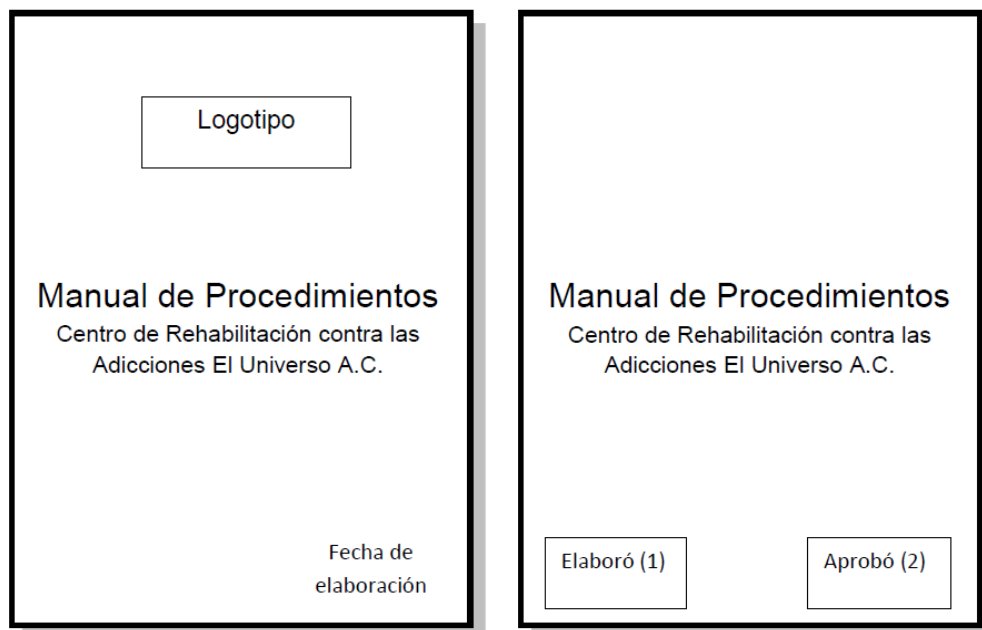 Logotipo
Manual de Procedimientos
Centro de Rehabilitación contra las
Adicciones El Universo A.C.
Fecha de
elaboración
Manual de Procedimientos
Centro de Rehabilitación contra las
Adicciones El Universo A.C.
Elaboró (1)
Aprobó (2)